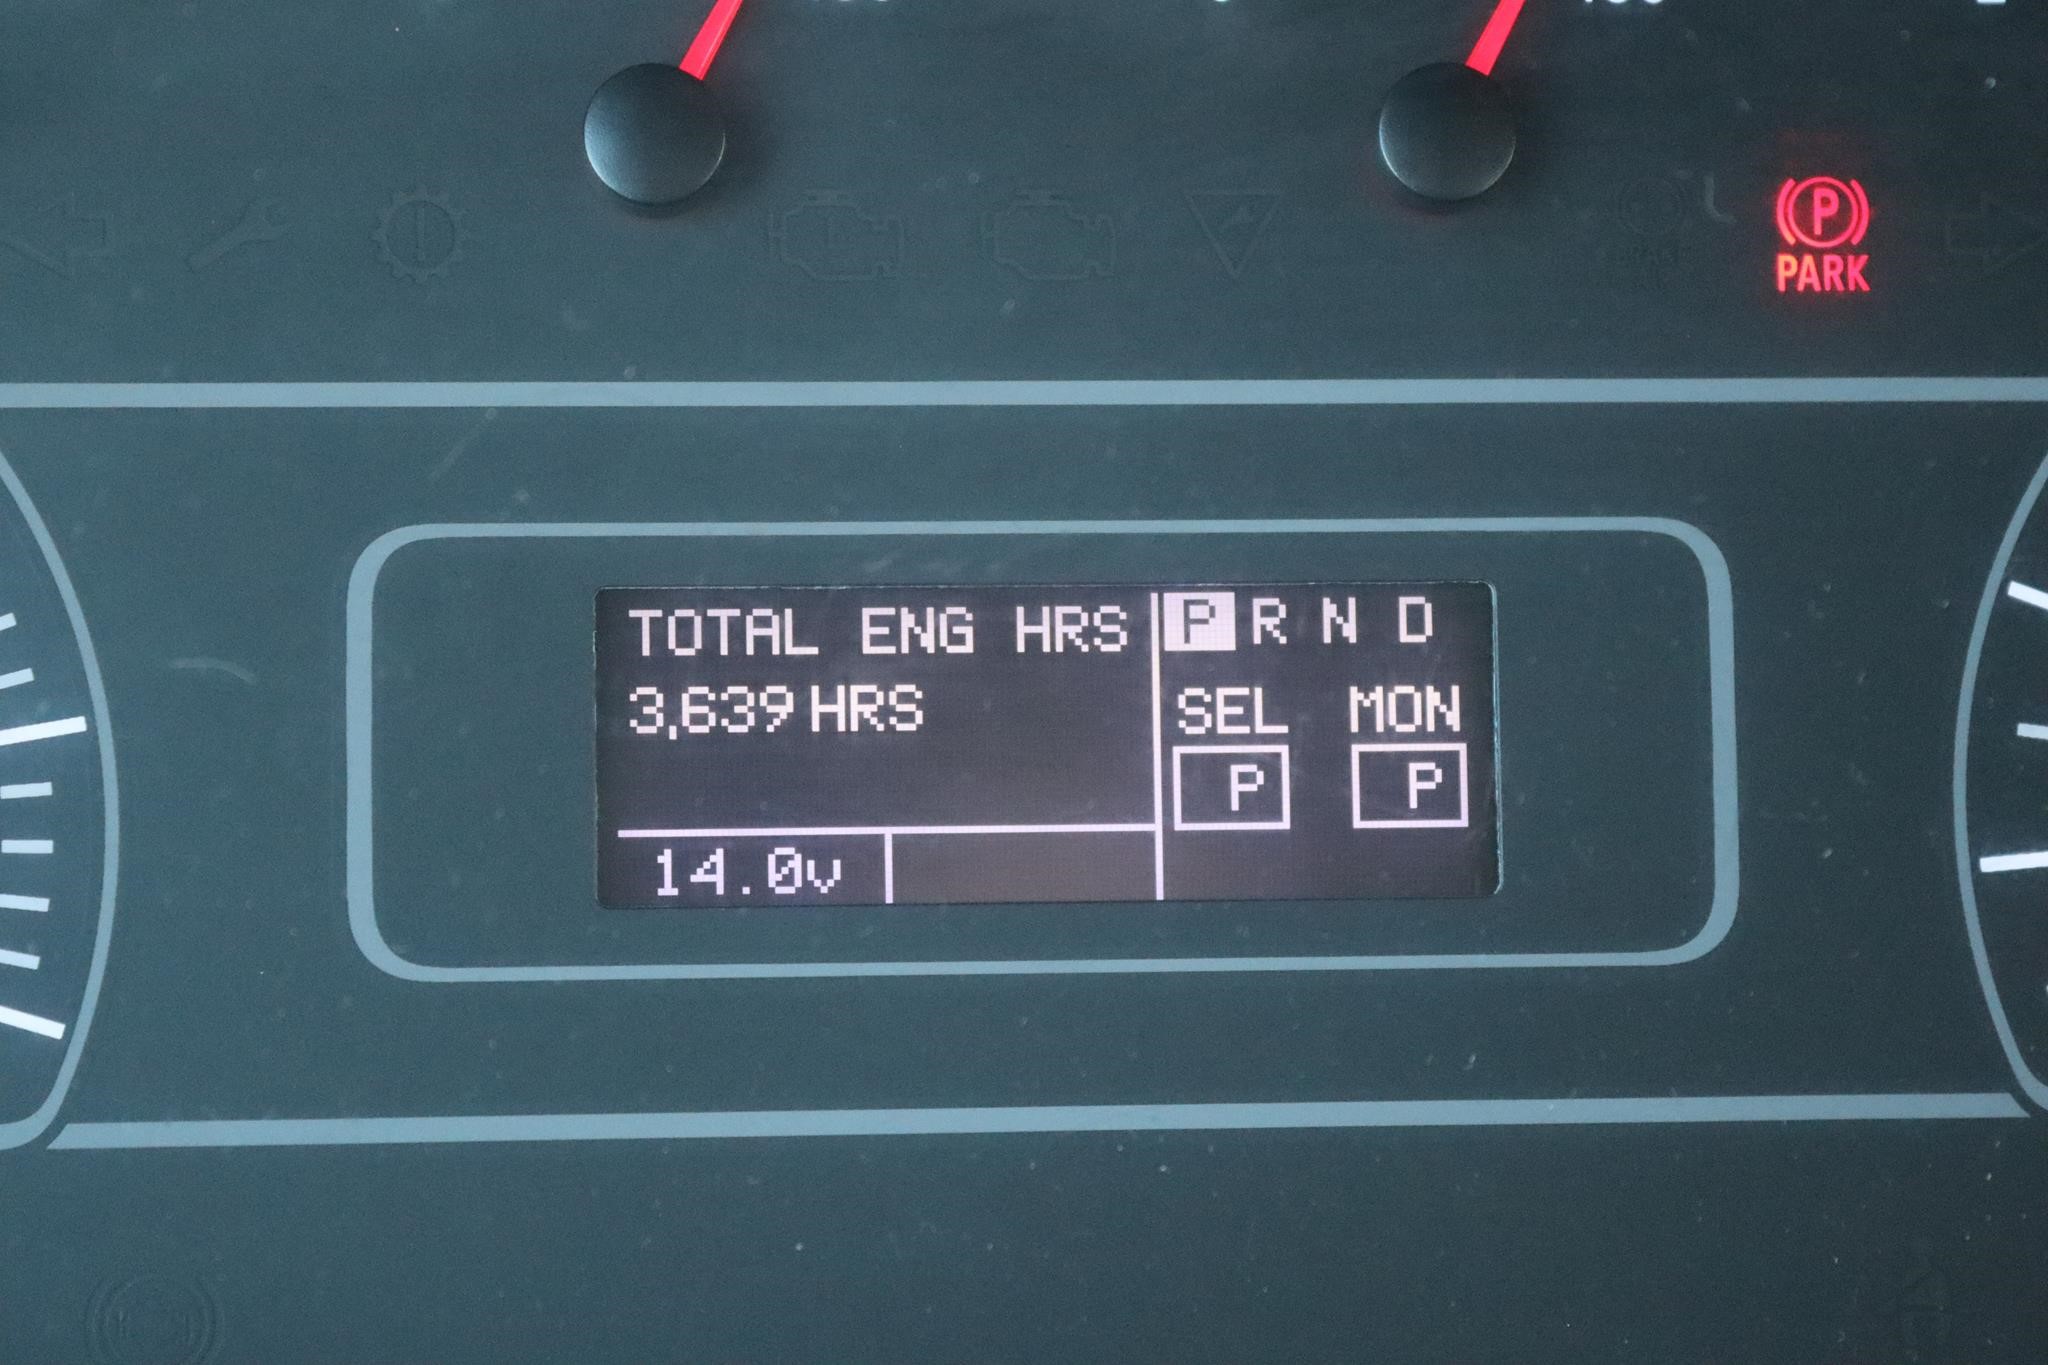 P
PARK
TOTAL ENG HRS
3,639 HRS
14.0v
P R N D
SEL MON
P P